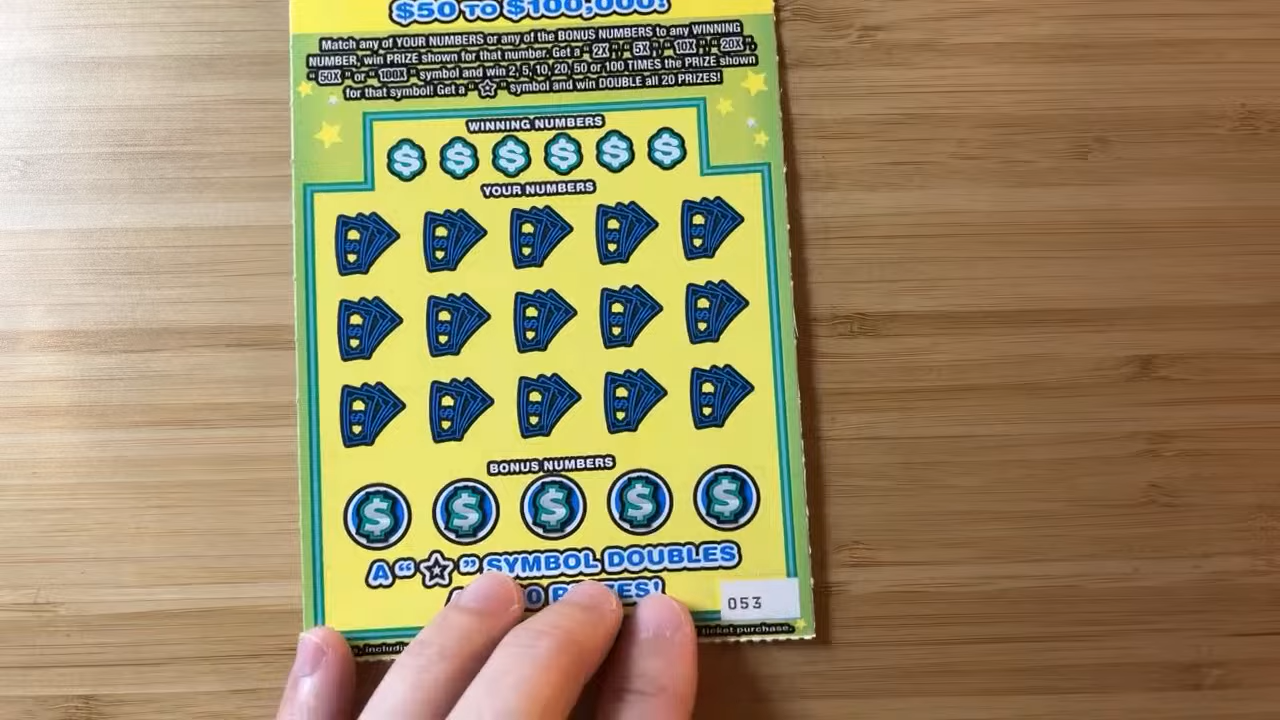 $50 TO $100,000!
Match any of YOUR NUMBERS or any of the BONUS NUMBERS to any WINNING
NUMBER, win PRIZE shown for that number. Get a "2X", "5X", "10X", "20X",
"50X" or "100X" symbol and win 2, 5, 10, 20, 50 or 100 TIMES the PRIZE shown
for that symbol! Get a "☆" symbol and win DOUBLE all 20 PRIZES!
WINNING NUMBERS
$ $ $ $ $ $
YOUR NUMBERS
$ $ $ $ $
$ $ $ $ $
$ $ $ $ $
BONUS NUMBERS
$ $ $ $ $
A "☆" SYMBOL DOUBLES
053
ticket purchase.